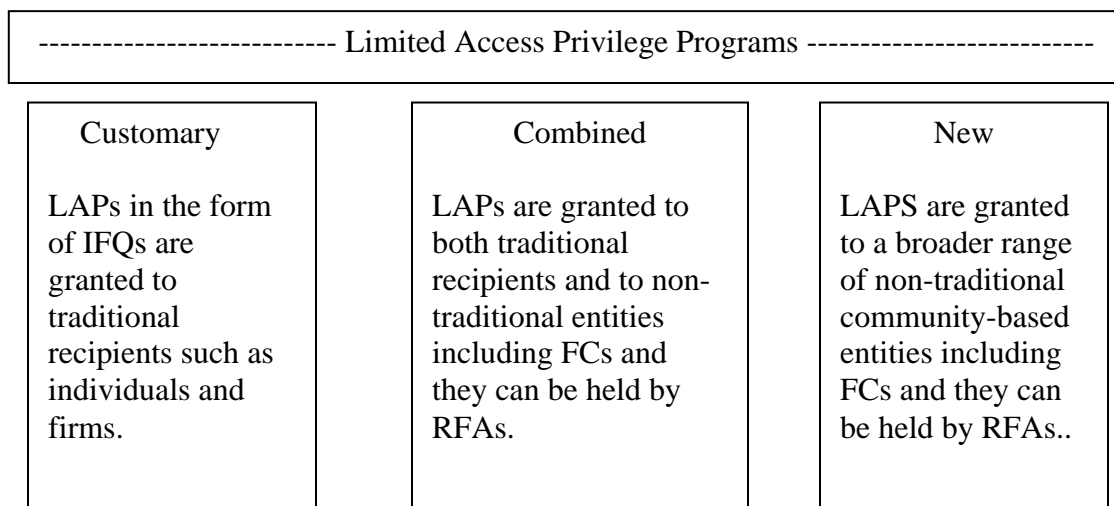 --------------------------- Limited Access Privilege Programs ---------------------------
Customary
LAPs in the form
of IFQs are
granted to
traditional
recipients such as
individuals and
firms.
Combined
LAPs are granted to
both traditional
recipients and to non-
traditional entities
including FCs and
they can be held by
RFAs.
New
LAPS are granted
to a broader range
of non-traditional
community-based
entities including
FCs and they can
be held by RFAs..